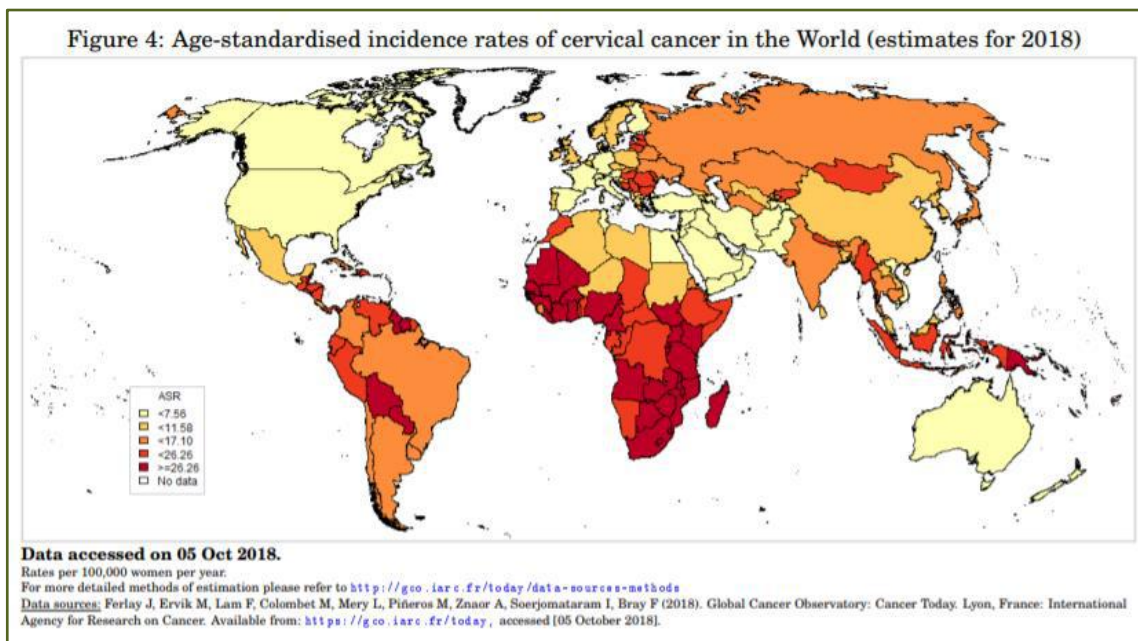 Figure 4: Age-standardised incidence rates of cervical cancer in the World (estimates for 2018)
ASR
<7.56
<11.58
<17.10
<26.26
>=26.26
No data
Data accessed on 05 Oct 2018.
Rates per 100,000 women per year.
For more detailed methods of estimation please refer to http://gco.iarc.fr/today/data-sources-methods
Data sources: Ferlay J, Ervik M, Lam F, Colombet M, Mery L, Piñeros M, Znaor A, Soerjomataram I, Bray F (2018). Global Cancer Observatory: Cancer Today. Lyon, France: International
Agency for Research on Cancer. Available from: https://gco.iarc.fr/today, accessed [05 October 2018].